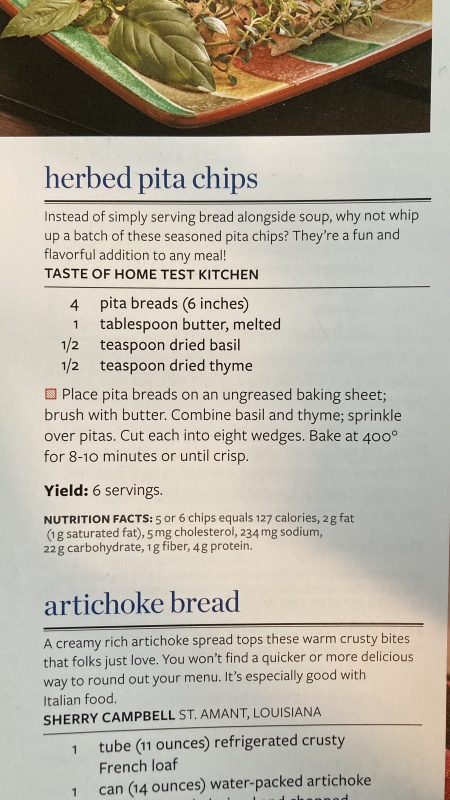 herbed pita chips
Instead of simply serving bread alongside soup, why not whip
up a batch of these seasoned pita chips? They're a fun and
flavorful addition to any meal!
TASTE OF HOME TEST KITCHEN
4 pita breads (6 inches)
1 tablespoon butter, melted
1/2 teaspoon dried basil
1/2 teaspoon dried thyme
Place pita breads on an ungreased baking sheet;
brush with butter. Combine basil and thyme; sprinkle
over pitas. Cut each into eight wedges. Bake at 400°
for 8-10 minutes or until crisp.
Yield: 6 servings.
NUTRITION FACTS: 5 or 6 chips equals 127 calories, 2 g fat
(1 g saturated fat), 5 mg cholesterol, 234 mg sodium,
22 g carbohydrate, 1 g fiber, 4 g protein.
artichoke bread
A creamy rich artichoke spread tops these warm crusty bites
that folks just love. You won't find a quicker or more delicious
way to round out your menu. It's especially good with
Italian food.
SHERRY CAMPBELL ST. AMANT, LOUISIANA
1 tube (11 ounces) refrigerated crusty
French loaf
1 can (14 ounces) water-packed artichoke